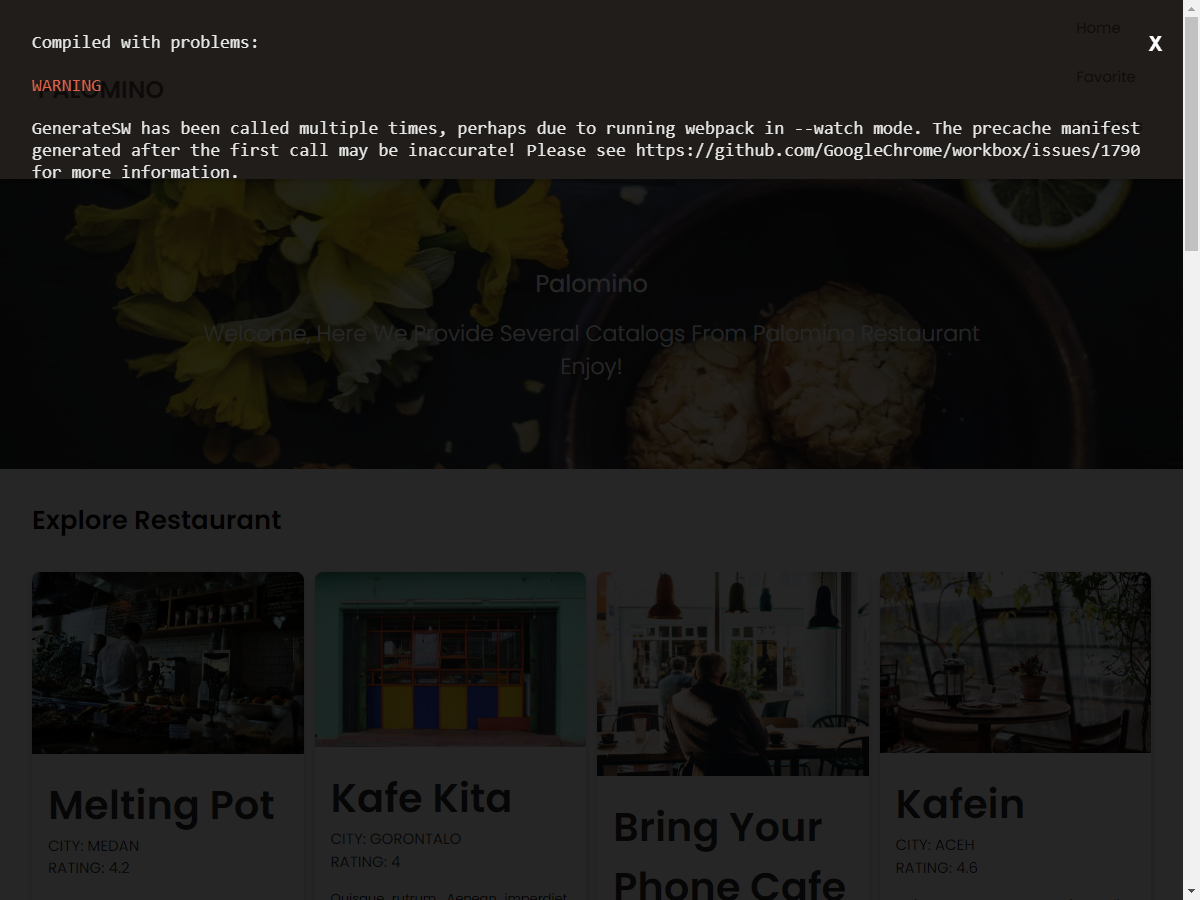 Compiled with problems:
X
Home
WARNING
PALOMINO
Favorite
GenerateSW has been called multiple times, perhaps due to running webpack in --watch mode. The precache manifest
generated after the first call may be inaccurate! Please see https://github.com/GoogleChrome/workbox/issues/1790
for more information.
Palomino
Welcome, Here We Provide Several Catalogs From Palomino Restaurant
Enjoy!
Explore Restaurant
Melting Pot
CITY: MEDAN
RATING: 4.2
Kafe Kita
CITY: GORONTALO
RATING: 4
Quisque rutrum. Aenean imperdiet.
Bring Your
Phone Cafe
Kafein
CITY: ACEH
RATING: 4.6